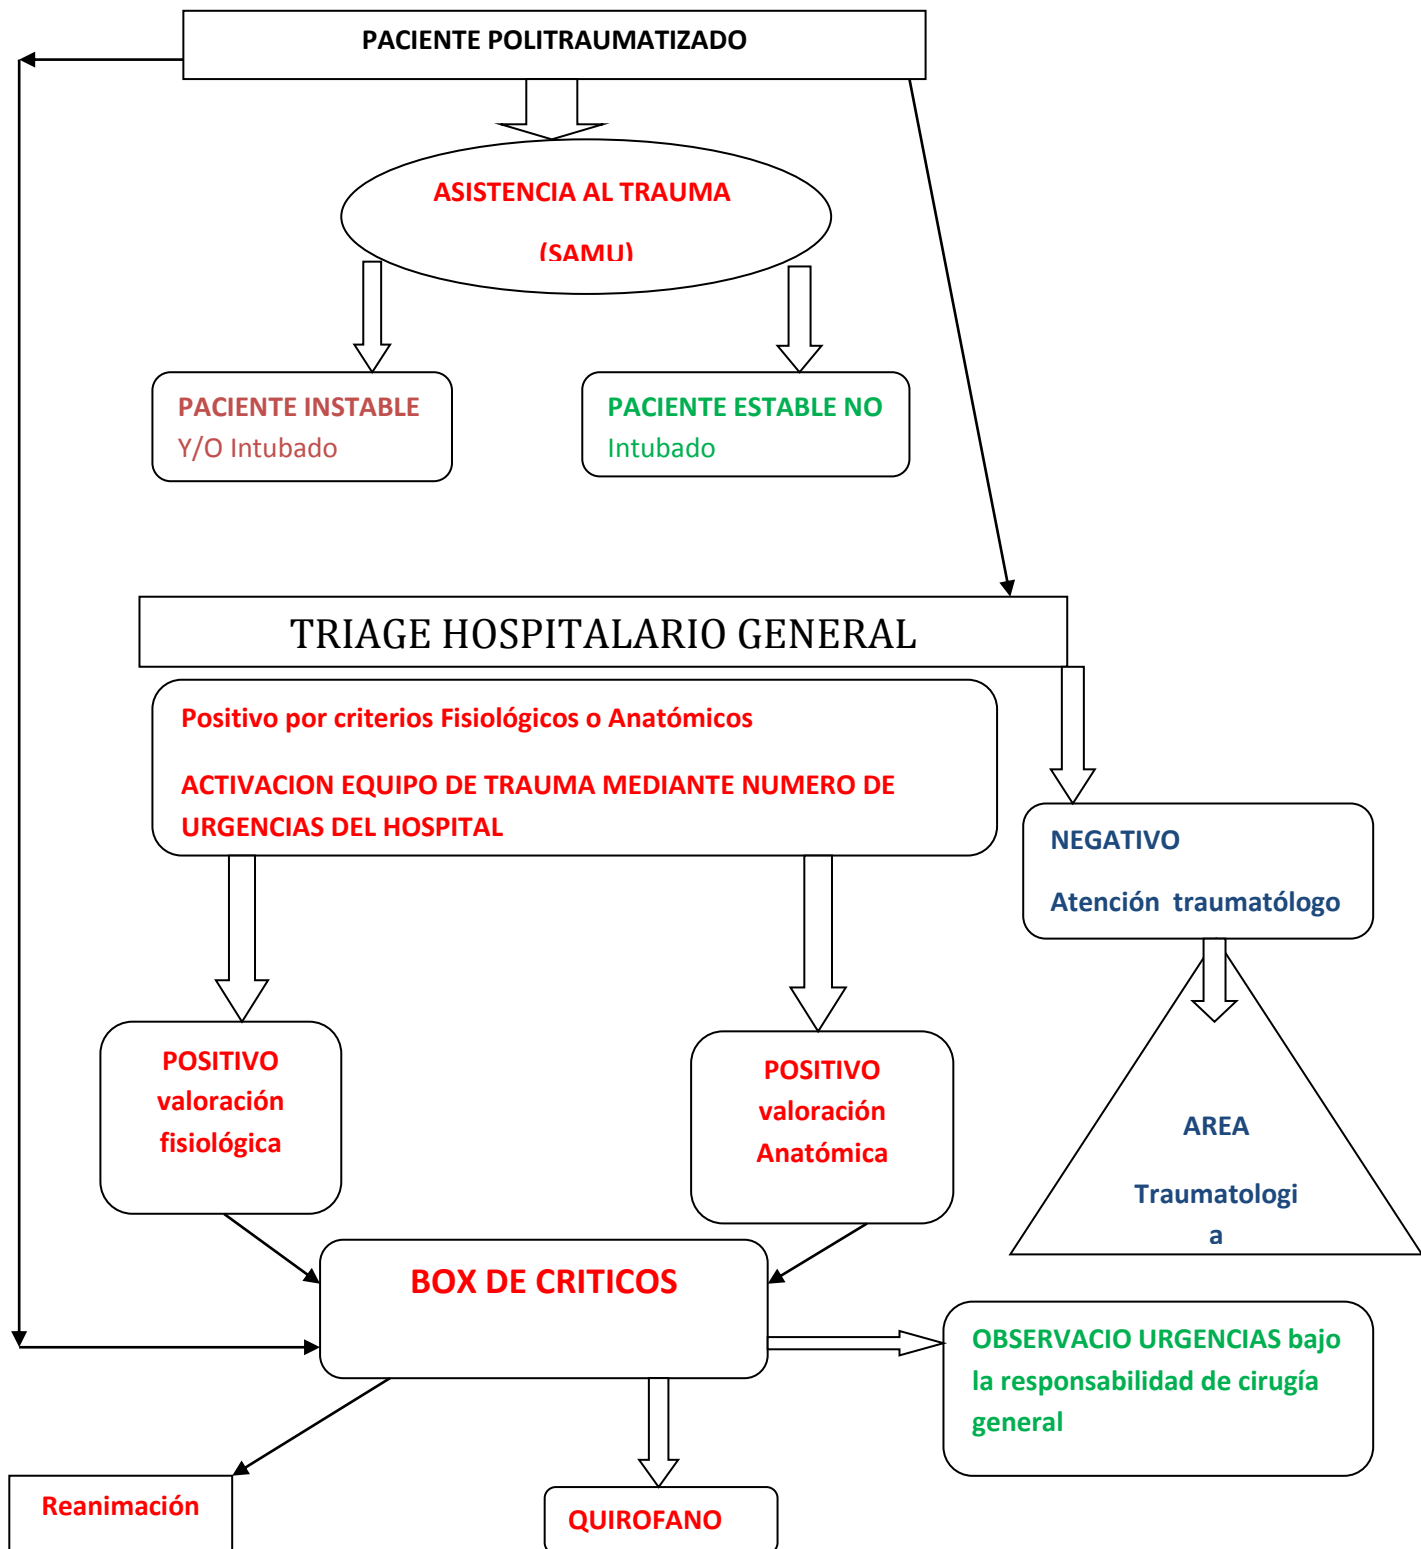 PACIENTE POLITRAUMATIZADO
ASISTENCIA AL TRAUMA
(SAMU)
PACIENTE INSTABLE
Y/O Intubado
PACIENTE ESTABLE NO
Intubado
TRIAGE HOSPITALARIO GENERAL
Positivo por criterios Fisiológicos o Anatómicos
ACTIVACION EQUIPO DE TRAUMA MEDIANTE NUMERO DE
URGENCIAS DEL HOSPITAL
NEGATIVO
Atención traumatólogo
POSITIVO
valoración
fisiológica
POSITIVO
valoración
Anatómica
AREA
Traumatologi
a
BOX DE CRITICOS
OBSERVACIO URGENCIAS bajo
la responsabilidad de cirugía
general
Reanimación
QUIROFANO